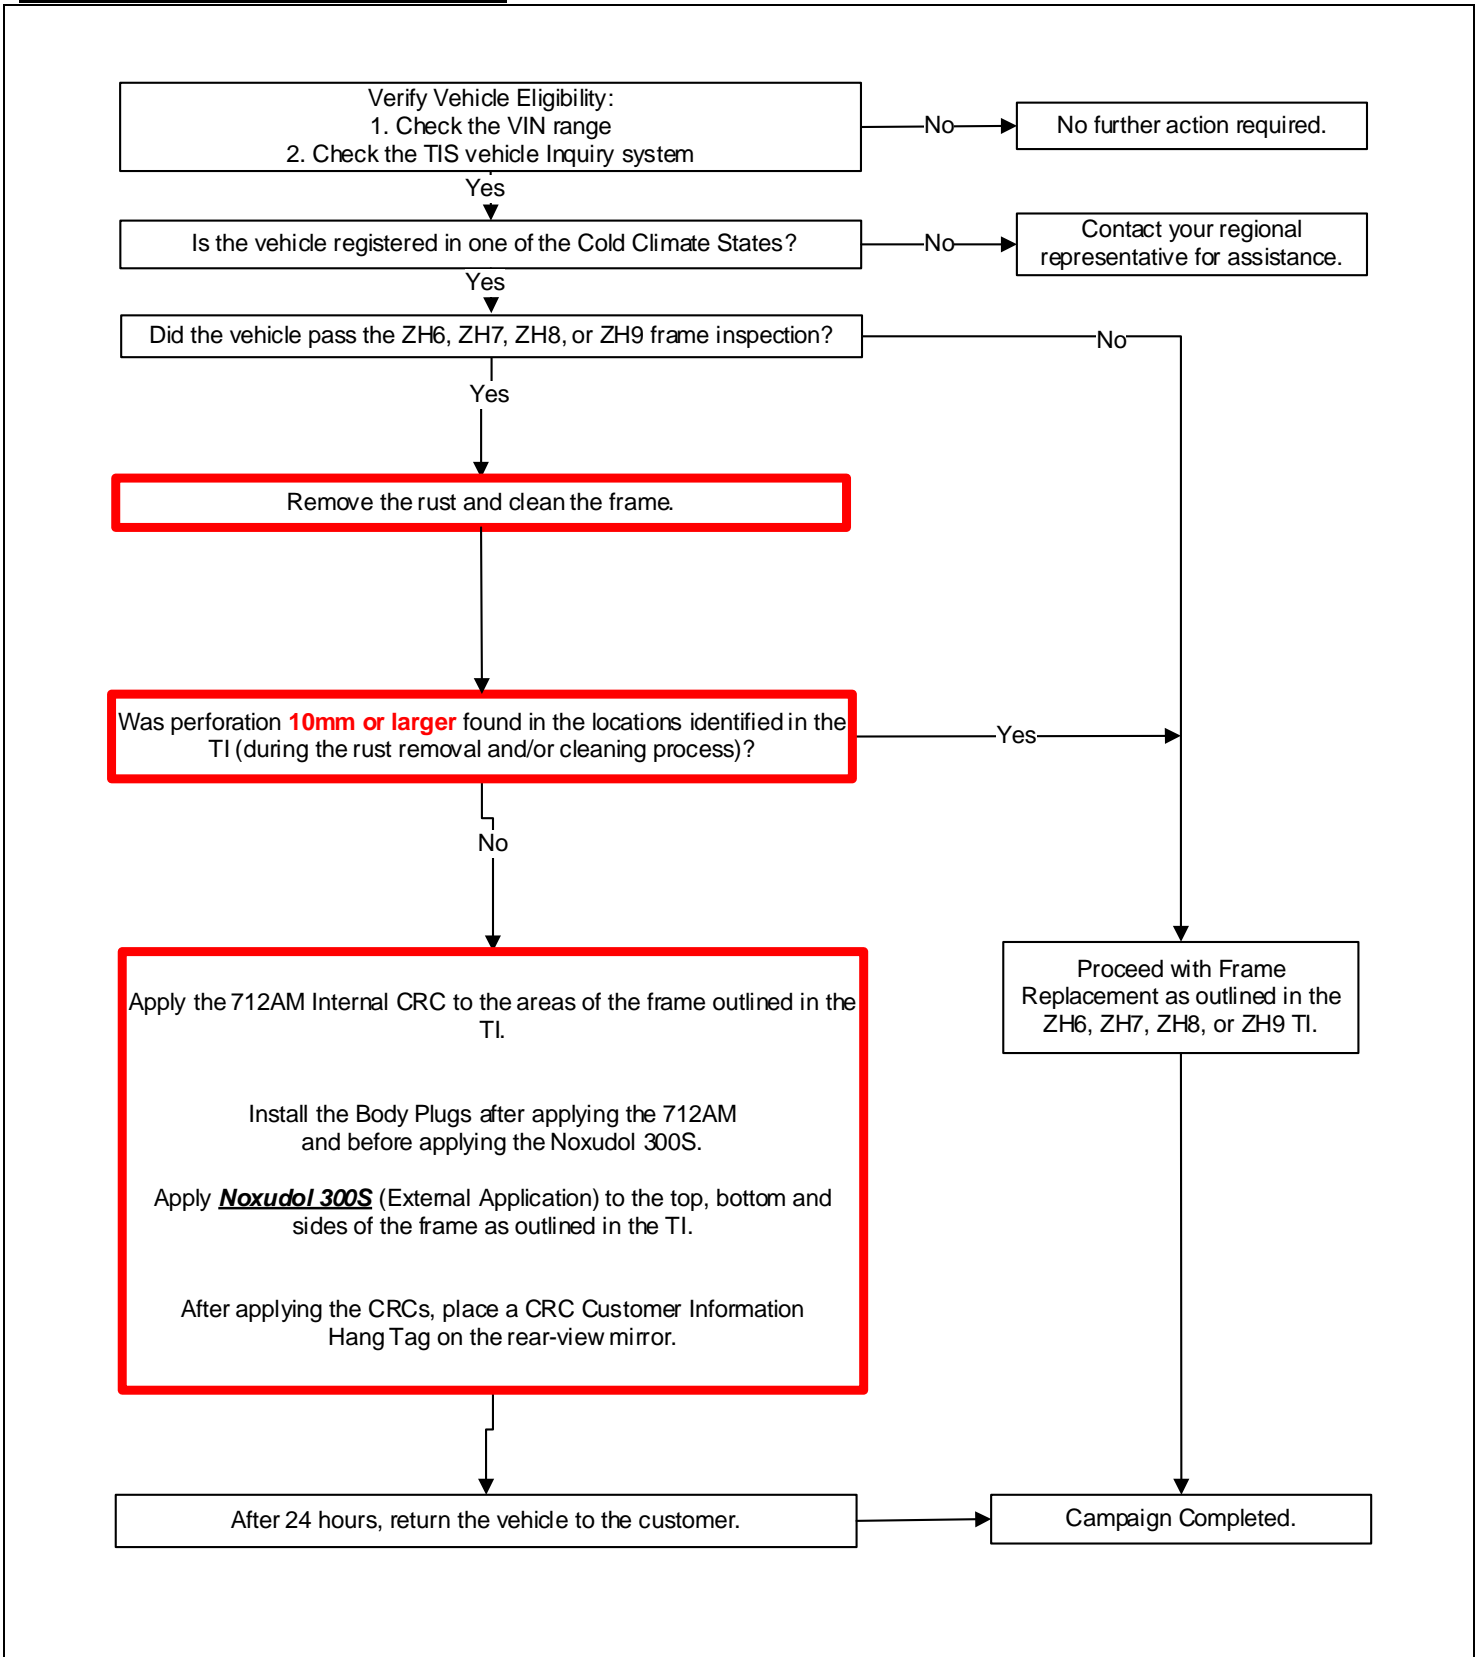 Verify Vehicle Eligibility:
1. Check the VIN range
2. Check the TIS vehicle Inquiry system
No
No further action required.
Yes
Is the vehicle registered in one of the Cold Climate States?
No
Contact your regional
representative for assistance.
Yes
Did the vehicle pass the ZH6, ZH7, ZH8, or ZH9 frame inspection?
No
Yes
Remove the rust and clean the frame.
Was perforation 10mm or larger found in the locations identified in the
TI (during the rust removal and/or cleaning process)?
Yes
No
Apply the 712AM Internal CRC to the areas of the frame outlined in the
TI.
Install the Body Plugs after applying the 712AM
and before applying the Noxudol 300S.
Apply Noxudol 300S (External Application) to the top, bottom and
sides of the frame as outlined in the TI.
After applying the CRCs, place a CRC Customer Information
Hang Tag on the rear-view mirror.
Proceed with Frame
Replacement as outlined in the
ZH6, ZH7, ZH8, or ZH9 TI.
After 24 hours, return the vehicle to the customer.
Campaign Completed.